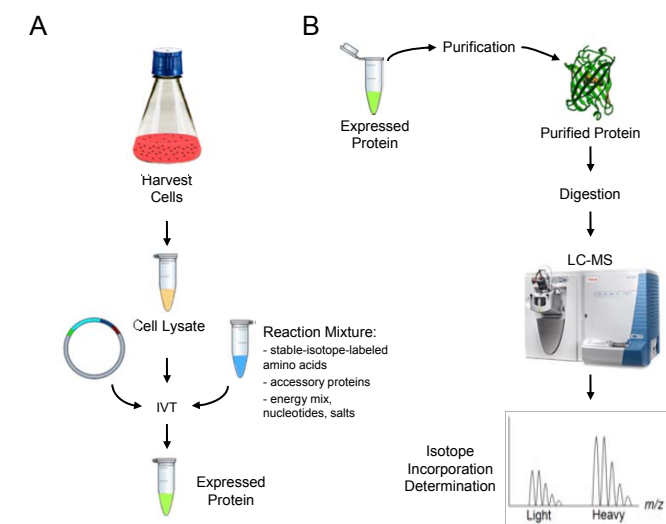 A
Harvest
Cells
Cell Lysate
Reaction Mixture:
- stable-isotope-labeled
amino acids
- accessory proteins
- energy mix,
nucleotides, salts
IVT
Expressed
Protein
B
Purification
Expressed
Protein
Purified Protein
Digestion
LC-MS
Isotope
Incorporation
Determination
Light
Heavy
m/z